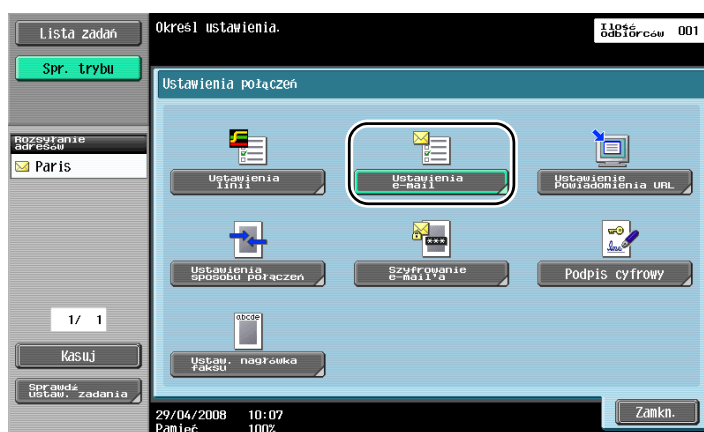 Lista zadań
Określ ustawienia.
Ilość
odbiorców 001
Spr. trybu
Ustawienia połączeń
Rozsyłanie
adresów
Paris
Ustawienia
linii
Ustawienia
e-mail
Ustawienie
Powiadomienia URL
Ustawienia
sposobu połączeń
Szyfrowanie
e-mail'a
Podpis cyfrowy
abcde
Ustaw. nagłówka
faksu
1/ 1
Kasuj
Sprawdź
ustaw. zadania
29/04/2008 10:07
Pamięć 100%
Zamkn.